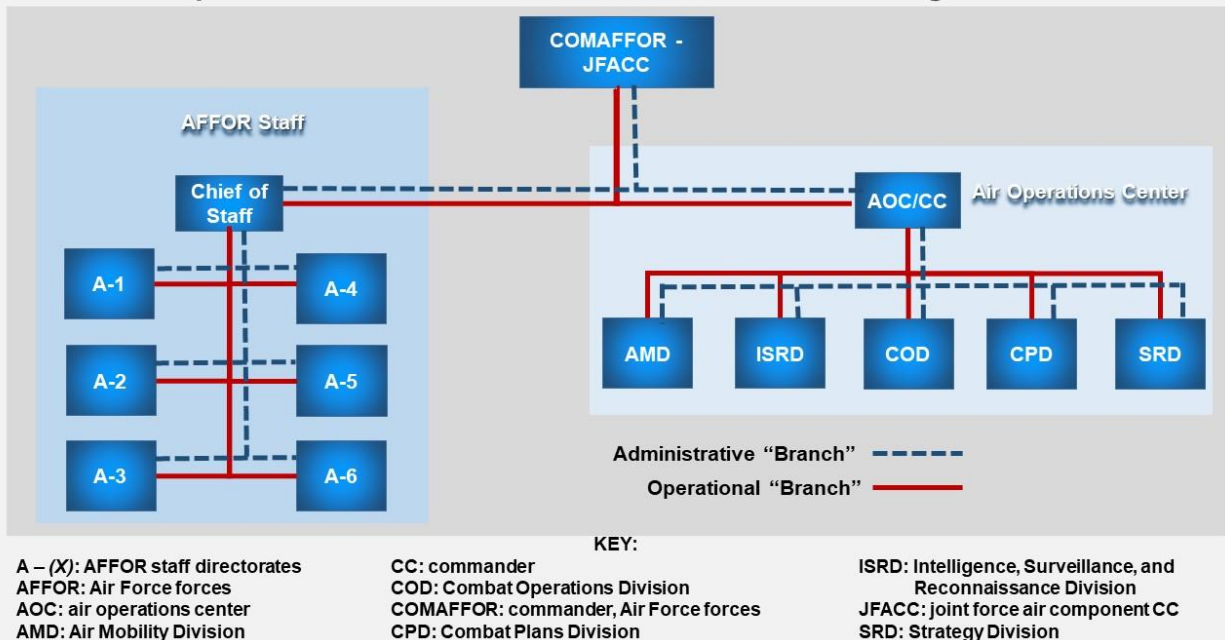 COMAFFOR -
JFACC
AFFOR Staff
Chief of
Staff
AOC/CC
Air Operations Center
A-1
A-4
A-2
A-5
A-3
A-6
AMD
ISRD
COD
CPD
SRD
Administrative “Branch”
Operational “Branch”
KEY:
A – (X): AFFOR staff directorates
AFFOR: Air Force forces
AOC: air operations center
AMD: Air Mobility Division
CC: commander
COD: Combat Operations Division
COMAFFOR: commander, Air Force forces
CPD: Combat Plans Division
ISRD: Intelligence, Surveillance, and
Reconnaissance Division
JFACC: joint force air component CC
SRD: Strategy Division